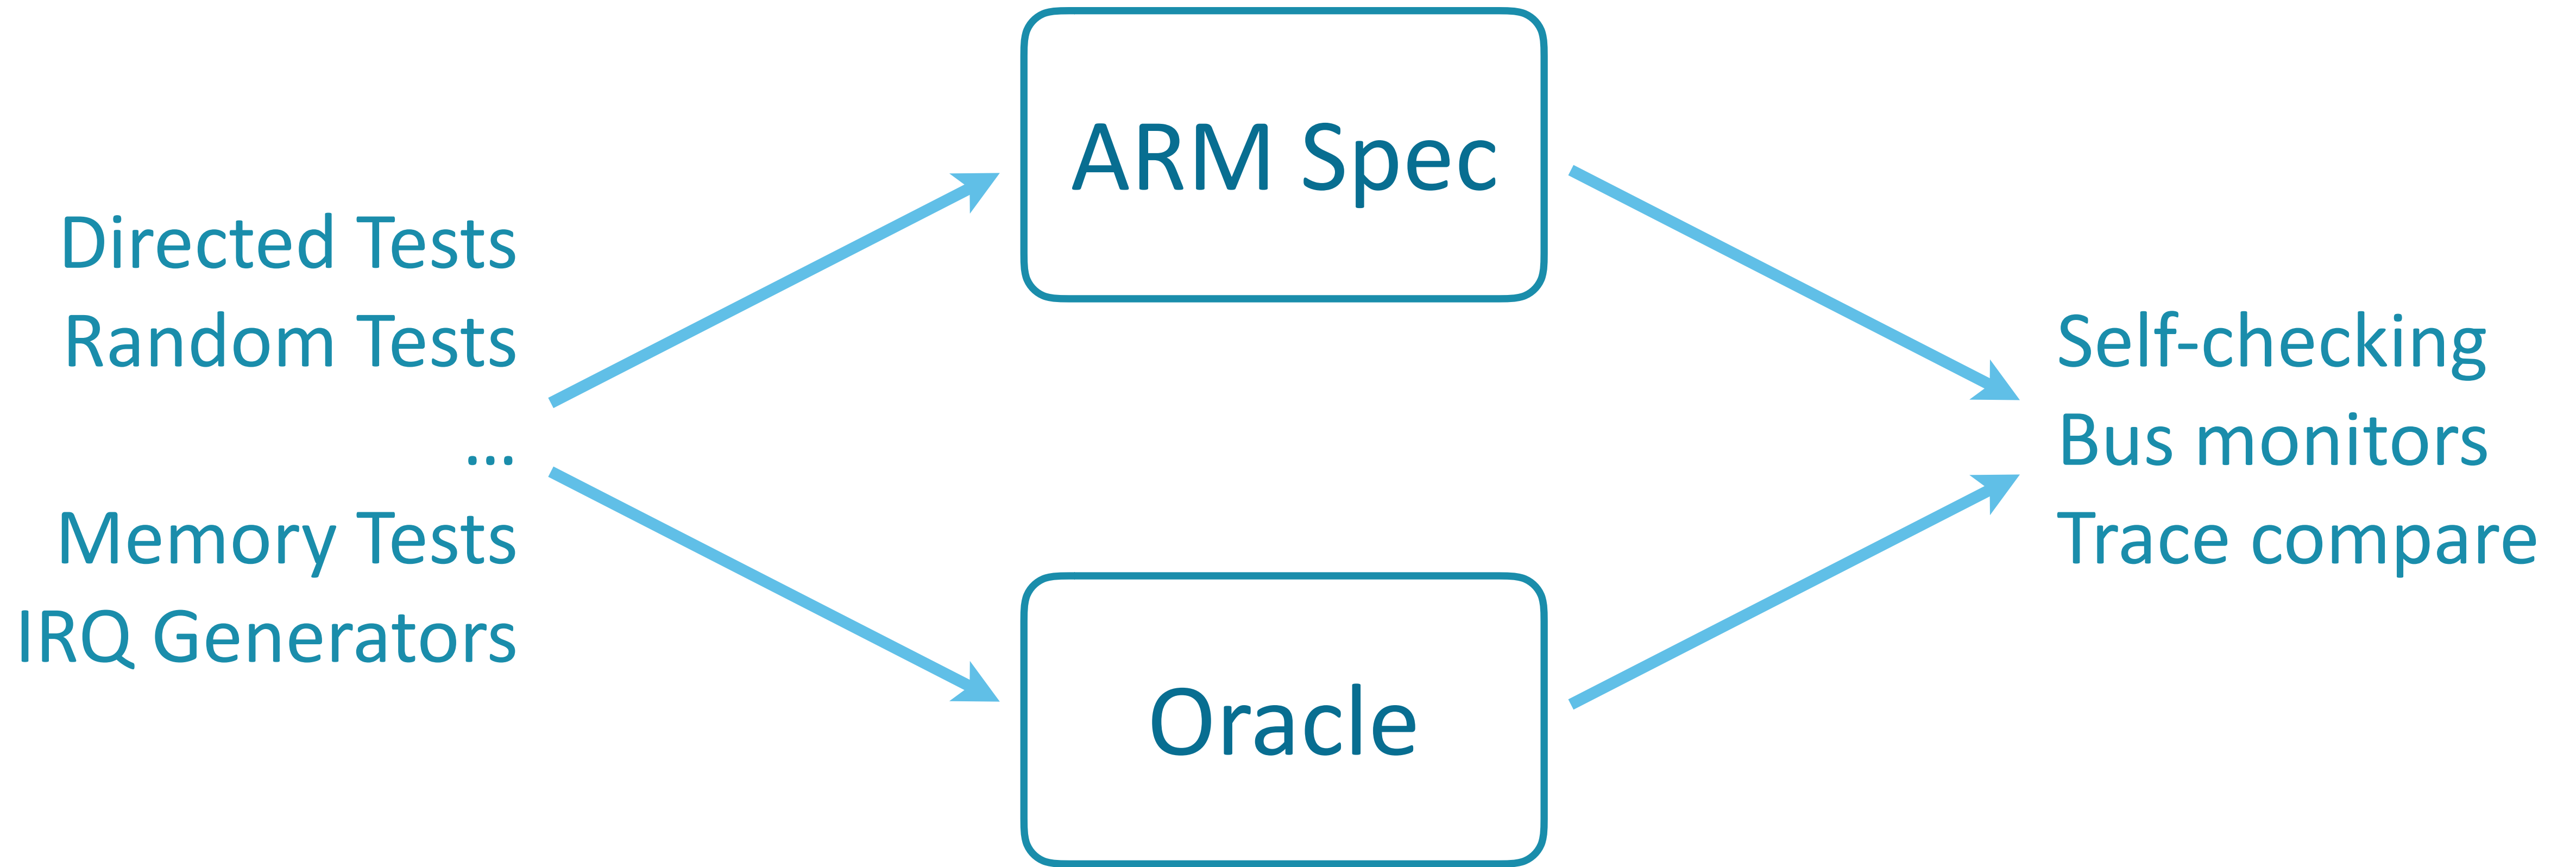 Directed Tests
Random Tests
...
Memory Tests
IRQ Generators
ARM Spec
Oracle
Self-checking
Bus monitors
Trace compare